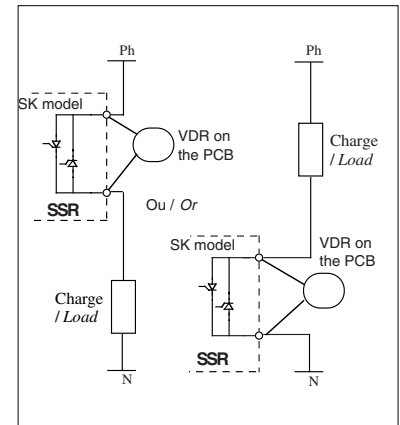 Ph
SK model
VDR on
the PCB
SSR
Ou / Or
Charge
/ Load
N
Ph
Charge
/ Load
SK model
VDR on
the PCB
SSR
N